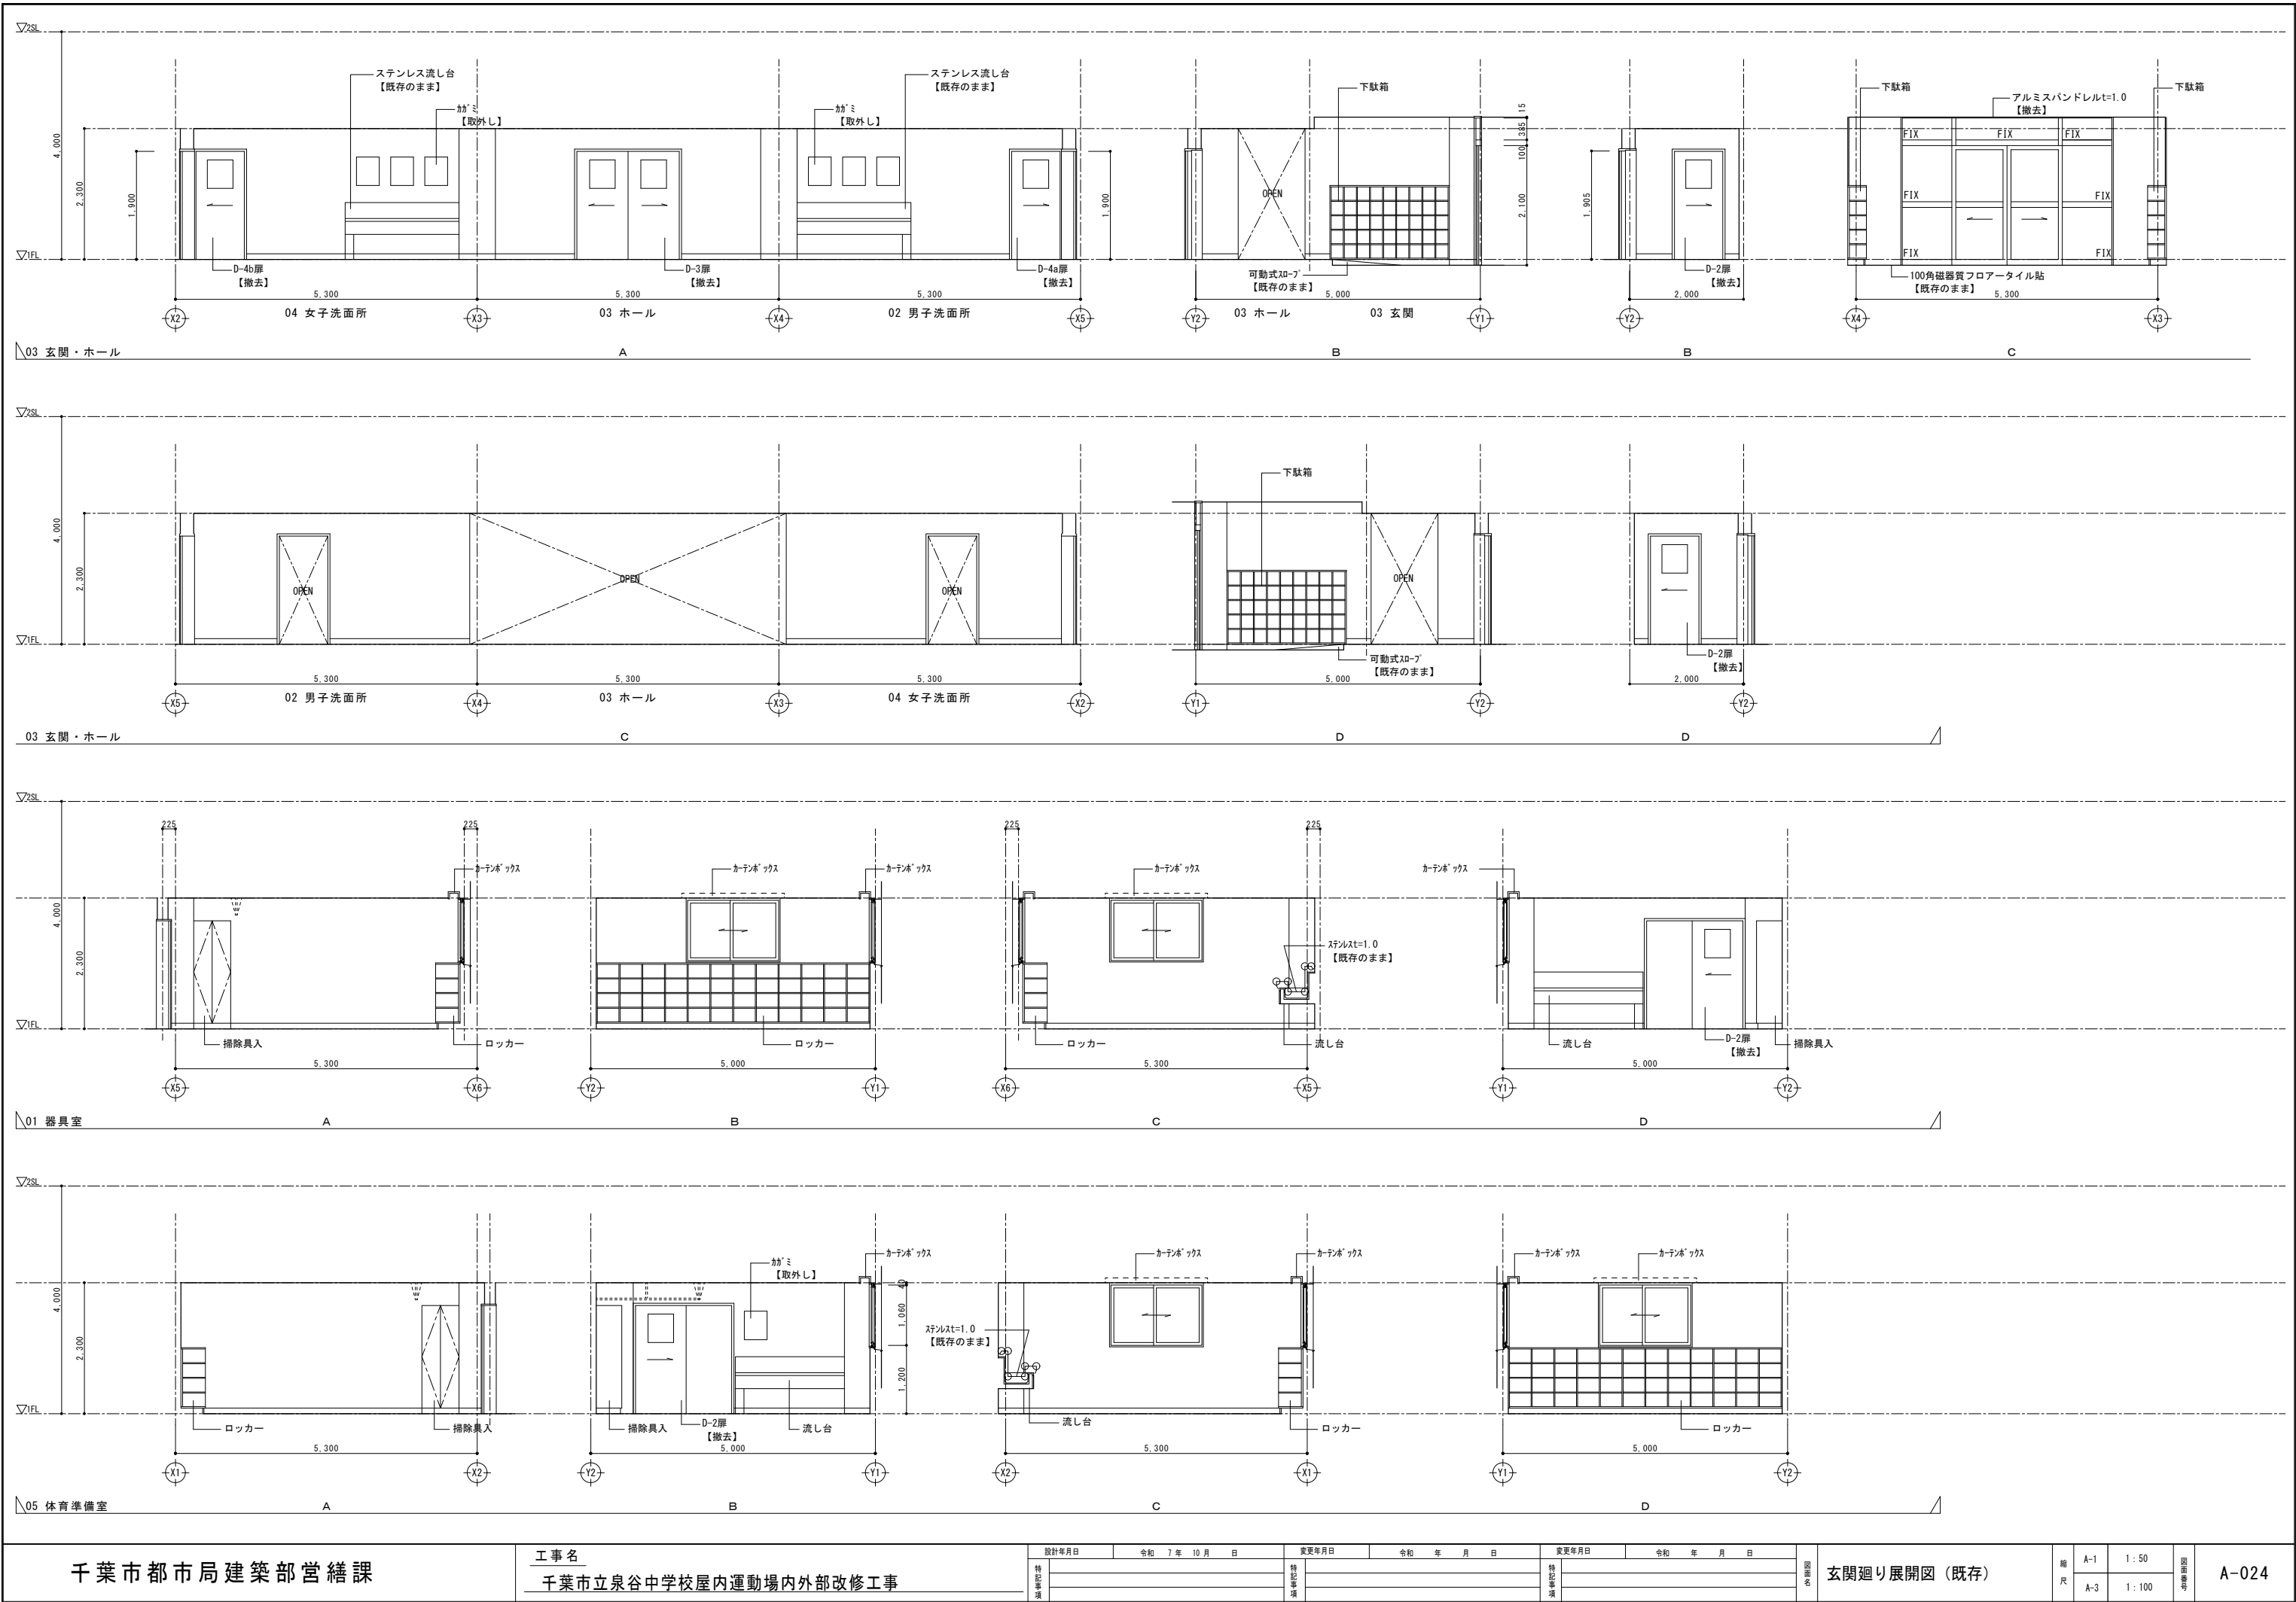 ▽2SL
ステンレス流し台
【既存のまま】
ｶｶﾞﾐ
【取外し】
ｶｶﾞﾐ
【取外し】
ステンレス流し台
【既存のまま】
下駄箱
下駄箱
アルミスパンドレルt=1.0
【撤去】
下駄箱
4,000
2,300
1,900
1,900
15
385
100
2,100
1,905
OPEN
FIX
FIX
FIX
FIX
FIX
FIX
FIX
▽1FL
D-4b扉
【撤去】
D-3扉
【撤去】
D-4a扉
【撤去】
可動式ｽﾛｰﾌﾟ
【既存のまま】
D-2扉
【撤去】
100角磁器質フロアータイル貼
【既存のまま】
5,300
5,300
5,300
5,000
2,000
5,300
X2
04 女子洗面所
X3
03 ホール
X4
02 男子洗面所
X5
Y2
03 ホール
03 玄関
Y1
Y2
X4
X3
03 玄関・ホール
A
B
B
C
▽2SL
下駄箱
4,000
2,300
OPEN
OPEN
OPEN
OPEN
▽1FL
可動式ｽﾛｰﾌﾟ
【既存のまま】
D-2扉
【撤去】
5,300
5,300
5,300
5,000
2,000
X5
02 男子洗面所
X4
03 ホール
X3
04 女子洗面所
X2
Y1
Y2
Y2
03 玄関・ホール
C
D
D
▽2SL
225
225
225
225
ｶｰﾃﾝﾎﾞｯｸｽ
ｶｰﾃﾝﾎﾞｯｸｽ
ｶｰﾃﾝﾎﾞｯｸｽ
ｶｰﾃﾝﾎﾞｯｸｽ
ｶｰﾃﾝﾎﾞｯｸｽ
4,000
2,300
ｽﾃﾝﾚｽt=1.0
【既存のまま】
▽1FL
掃除具入
ロッカー
ロッカー
ロッカー
流し台
流し台
D-2扉
【撤去】
掃除具入
5,300
5,000
5,300
5,000
X5
X6
Y2
Y1
X6
X5
Y1
Y2
01 器具室
A
B
C
D
▽2SL
ｶｶﾞﾐ
【取外し】
ｶｰﾃﾝﾎﾞｯｸｽ
ｶｰﾃﾝﾎﾞｯｸｽ
ｶｰﾃﾝﾎﾞｯｸｽ
ｶｰﾃﾝﾎﾞｯｸｽ
ｶｰﾃﾝﾎﾞｯｸｽ
4,000
2,300
40
1,060
1,200
ｽﾃﾝﾚｽt=1.0
【既存のまま】
▽1FL
ロッカー
掃除具入
掃除具入
D-2扉
【撤去】
流し台
流し台
ロッカー
ロッカー
5,300
5,000
5,300
5,000
X1
X2
Y2
Y1
X2
X1
Y1
Y2
05 体育準備室
A
B
C
D
千葉市都市局建築部営繕課
工事名
千葉市立泉谷中学校屋内運動場内外部改修工事
設計年月日 令和 7 年 10 月 日
特記事項
変更年月日 令和 年 月 日
特記事項
変更年月日 令和 年 月 日
特記事項
図面名
玄関廻り展開図（既存）
縮尺
A-1 1：50
A-3 1：100
図面番号
A-024